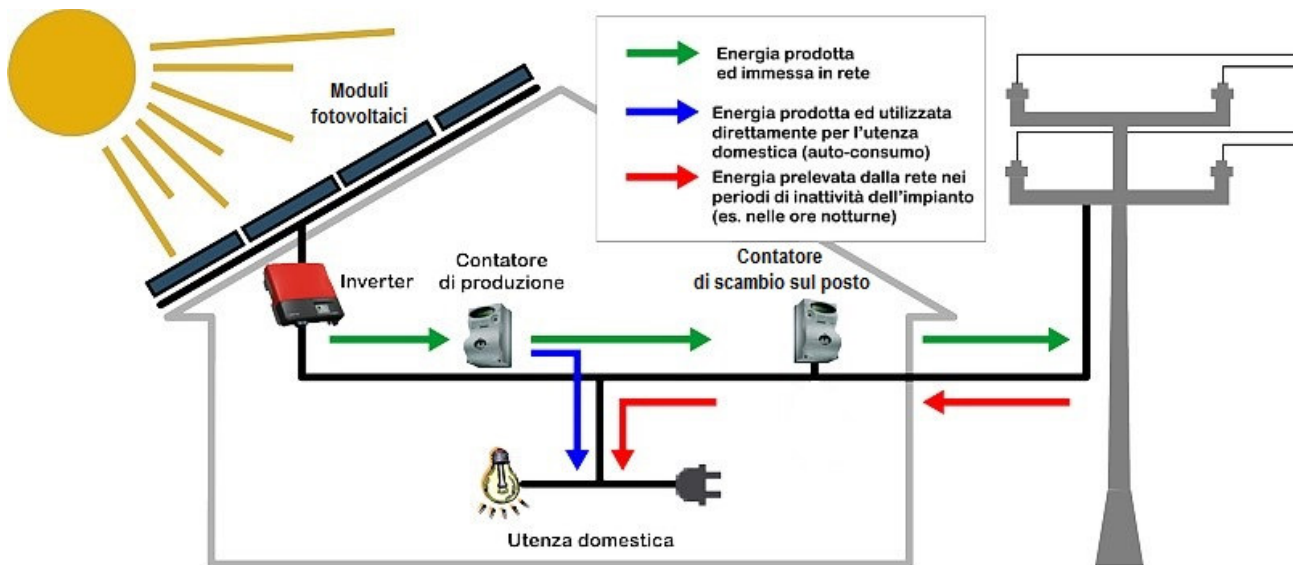 Moduli
fotovoltaici
Energia prodotta
ed immessa in rete
Energia prodotta ed utilizzata
direttamente per l'utenza
domestica (auto-consumo)
Energia prelevata dalla rete nei
periodi di inattività dell'impianto
(es. nelle ore notturne)
Inverter
Contatore
di produzione
Contatore
di scambio sul posto
Utenza domestica